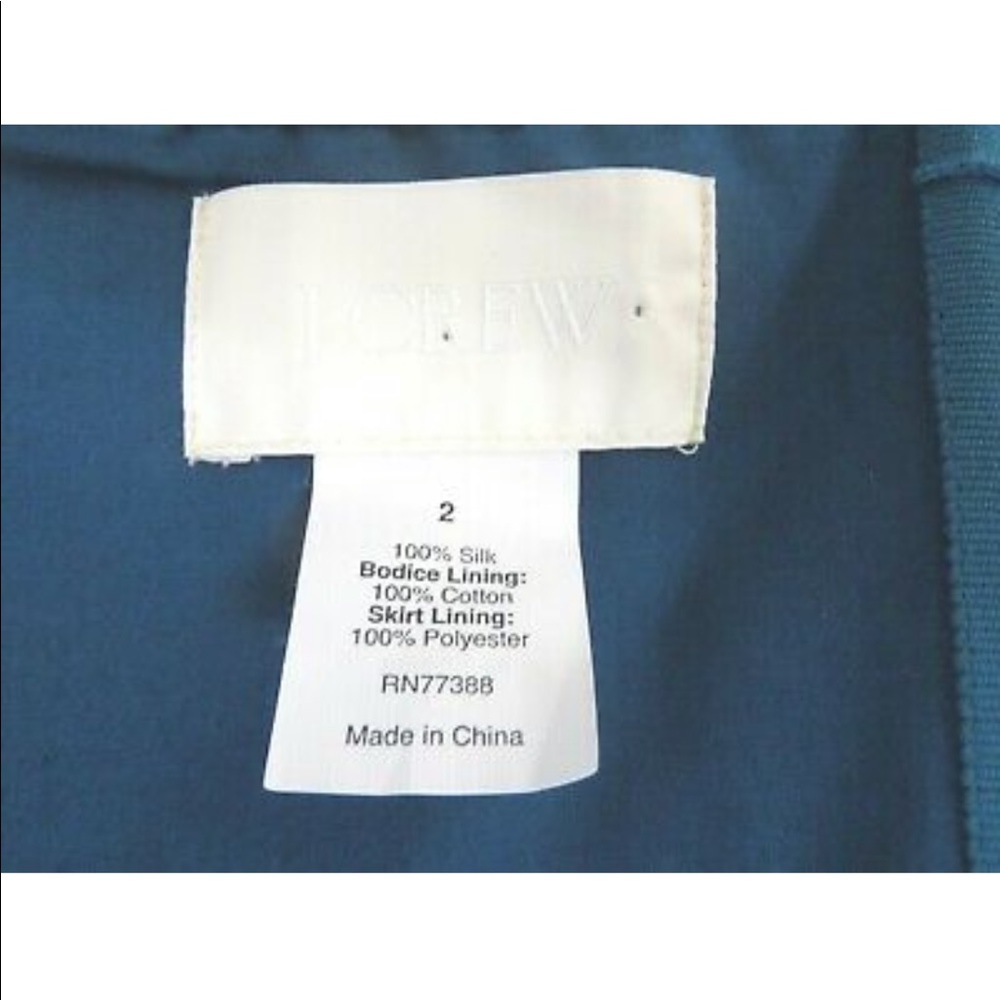 J.CREW
2
100% Silk
Bodice Lining:
100% Cotton
Skirt Lining:
100% Polyester
RN77388
Made in China